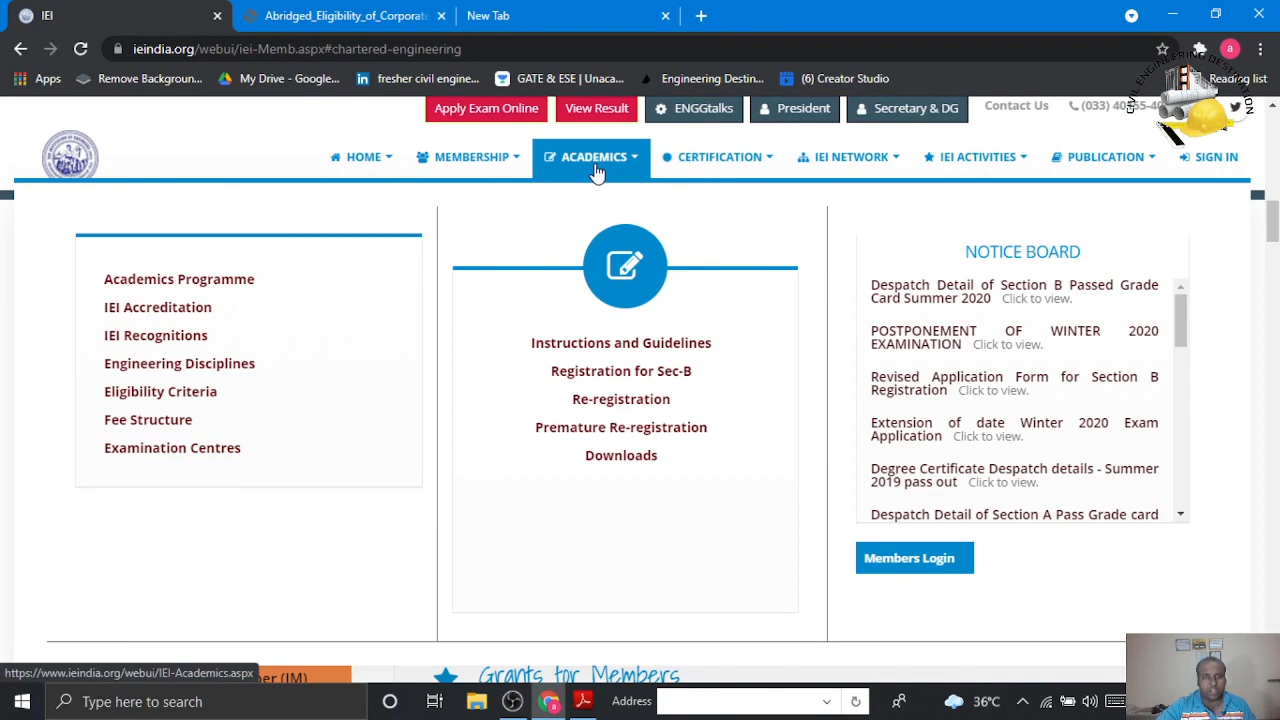 IEI
Abridged_Eligibility_of_Corporat
New Tab
ieindia.org/webui/iei-Memb.aspx#chartered-engineering
Apps
Remove Backgroun...
My Drive - Google...
fresher civil engine...
GATE & ESE | Unaca...
Engineering Destin...
(6) Creator Studio
Reading list
CIVIL ENGINEERING DESTINATION
Apply Exam Online
View Result
ENGGtalks
President
Secretary & DG
Contact Us
HOME
MEMBERSHIP
ACADEMICS
CERTIFICATION
IEI NETWORK
IEI ACTIVITIES
PUBLICATION
SIGN IN
Academics Programme
IEI Accreditation
IEI Recognitions
Engineering Disciplines
Eligibility Criteria
Fee Structure
Examination Centres
Instructions and Guidelines
Registration for Sec-B
Re-registration
Premature Re-registration
Downloads
NOTICE BOARD
Despatch Detail of Section B Passed Grade
Card Summer 2020 Click to view.
POSTPONEMENT OF WINTER 2020
EXAMINATION Click to view.
Revised Application Form for Section B
Registration Click to view.
Extension of date Winter 2020 Exam
Application Click to view.
Degree Certificate Despatch details - Summer
2019 pass out Click to view.
Despatch Detail of Section A Pass Grade card
Members Login
(IM)
Grants for Members
https://www.ieindia.org/webui/IEI-Academics.aspx
Type here to search
Address
36°C